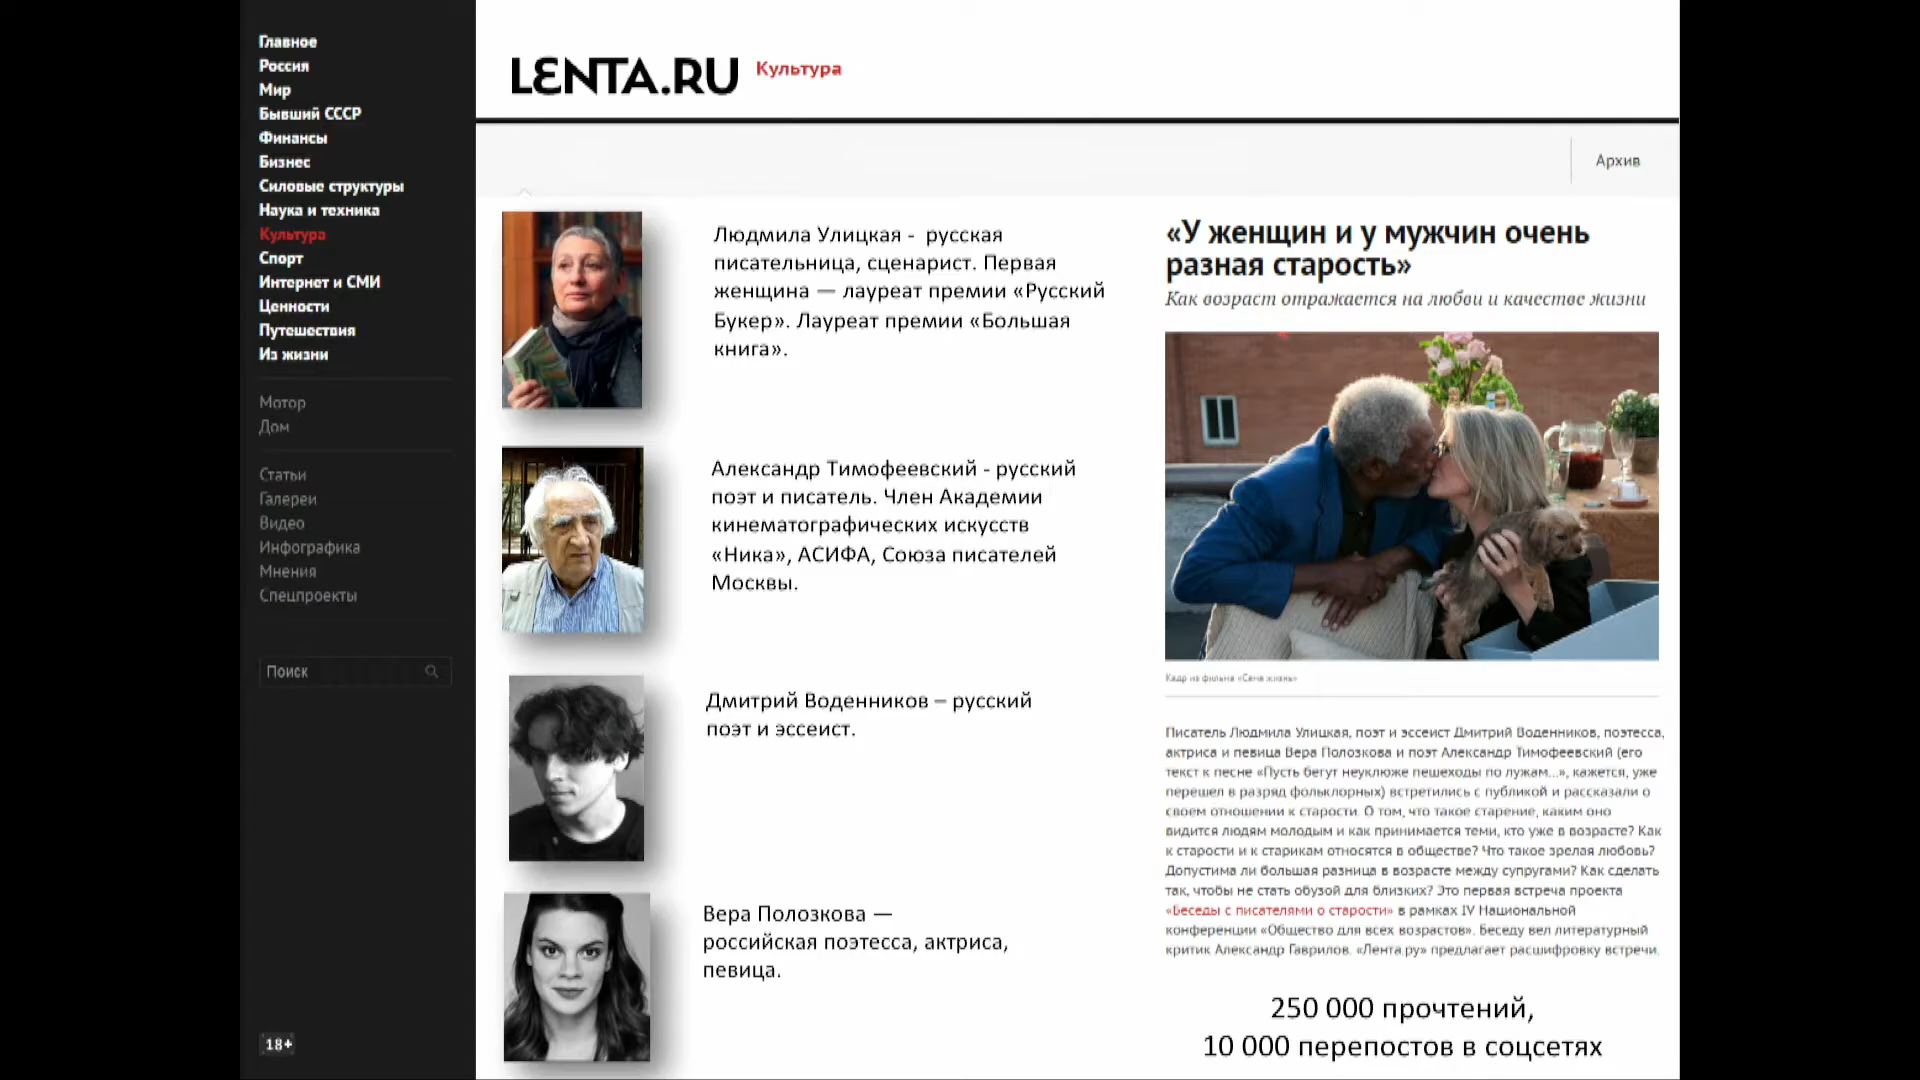 Главное
Россия
Мир
Бывший СССР
Финансы
Бизнес
Силовые структуры
Наука и техника
Культура
Спорт
Интернет и СМИ
Ценности
Путешествия
Из жизни
Мотор
Дом
Статьи
Галереи
Видео
Инфографика
Мнения
Спецпроекты
Поиск
18+
LENTA.RU Культура
Архив
Людмила Улицкая - русская
писательница, сценарист. Первая
женщина — лауреат премии «Русский
Букер». Лауреат премии «Большая
книга».
Александр Тимофеевский - русский
поэт и писатель. Член Академии
кинематографических искусств
«Ника», АСИФА, Союза писателей
Москвы.
Дмитрий Воденников – русский
поэт и эссеист.
Вера Полозкова —
российская поэтесса, актриса,
певица.
«У женщин и у мужчин очень
разная старость»
Как возраст отражается на любви и качестве жизни
Кадр из фильма «Сеня жизнь»
Писатель Людмила Улицкая, поэт и эссеист Дмитрий Воденников, поэтесса,
актриса и певица Вера Полозкова и поэт Александр Тимофеевский (его
текст к песне «Пусть бегут неуклюже пешеходы по лужам...», кажется, уже
перешел в разряд фольклорных) встретились с публикой и рассказали о
своем отношении к старости. О том, что такое старение, каким оно
видится людям молодым и как принимается теми, кто уже в возрасте? Как
к старости и к старикам относятся в обществе? Что такое зрелая любовь?
Допустима ли большая разница в возрасте между супругами? Как сделать
так, чтобы не стать обузой для близких? Это первая встреча проекта
«Беседы с писателями о старости» в рамках IV Национальной
конференции «Общество для всех возрастов». Беседу вел литературный
критик Александр Гаврилов. «Лента.ру» предлагает расшифровку встречи.
250 000 прочтений,
10 000 перепостов в соцсетях